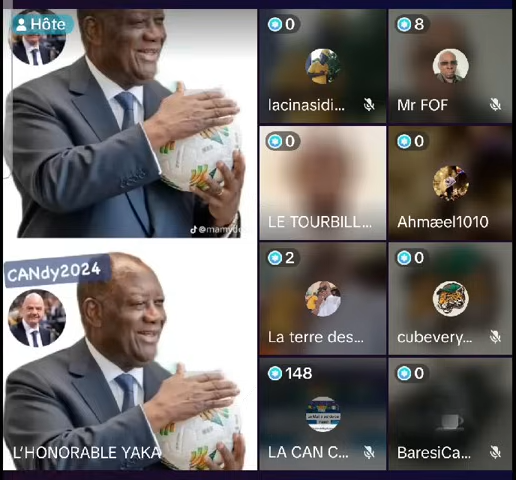 Hôte
CANdy2024
L'HONORABLE YAKA
0
lacinasidi...
8
Mr FOF
0
LE TOURBILL...
0
Ahmæel1010
2
La terre des...
0
cubevery...
148
LA CAN C...
0
BaresiCa...